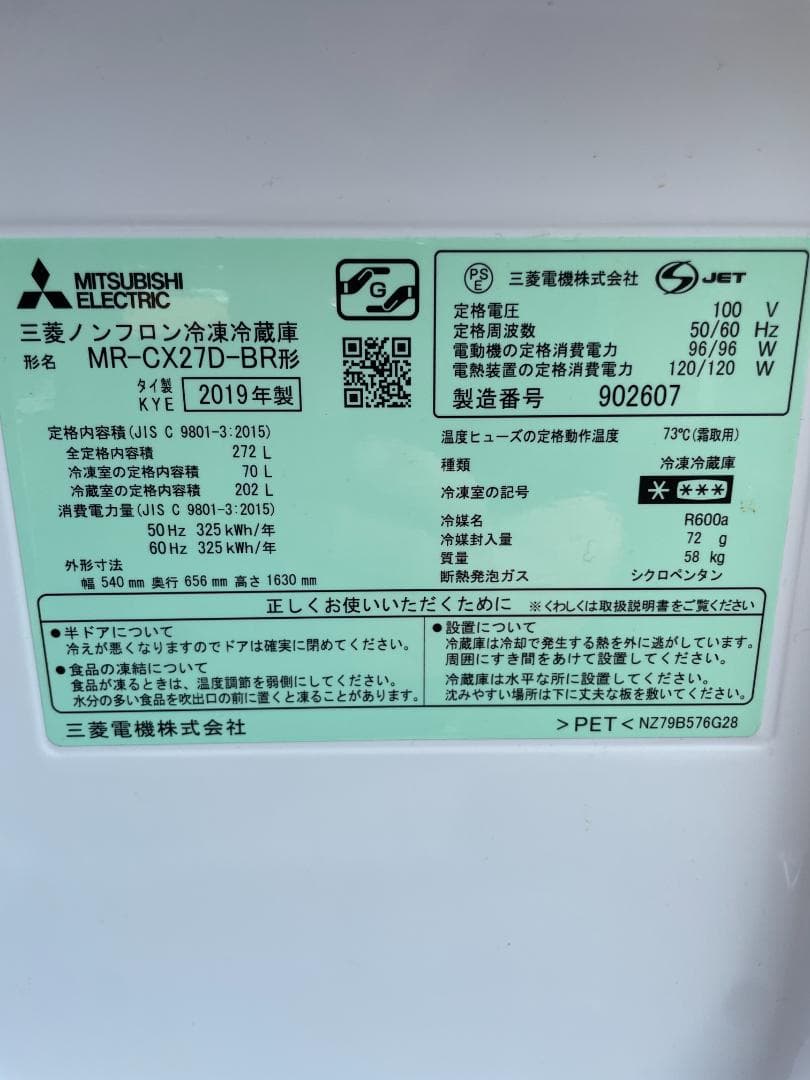 MITSUBISHI
ELECTRIC
三菱ノンフロン冷凍冷蔵庫
形名 MR-CX27D-BR形
タイ製
KYE
2019年製
G
PS
E
三菱電機株式会社
S JET
定格電圧 100 V
定格周波数 50/60 Hz
電動機の定格消費電力 96/96 W
電熱装置の定格消費電力 120/120 W
製造番号 902607
定格内容積(JIS C 9801-3:2015)
全定格内容積 272 L
冷凍室の定格内容積 70 L
冷蔵室の定格内容積 202 L
消費電力量(JIS C 9801-3:2015)
50Hz 325kWh/年
60Hz 325kWh/年
外形寸法
幅 540 mm 奥行 656 mm 高さ 1630 mm
温度ヒューズの定格動作温度 73℃(霜取用)
種類 冷凍冷蔵庫
冷凍室の記号 * ***
冷媒名 R600a
冷媒封入量 72 g
質量 58 kg
断熱発泡ガス シクロペンタン
正しくお使いいただくために ※くわしくは取扱説明書をご覧ください
●半ドアについて
冷えが悪くなりますのでドアは確実に閉めてください。
●食品の凍結について
食品が凍るときは、温度調節を弱側にしてください。
水分の多い食品を吹出口の前に置くと凍ることがあります。
●設置について
冷蔵庫は冷却で発生する熱を外に逃がしています。
周囲にすき間をあけて設置してください。
冷蔵庫は水平な所に設置してください。
沈みやすい場所は下に丈夫な板を敷いてください。
三菱電機株式会社
>PET< NZ79B576G28